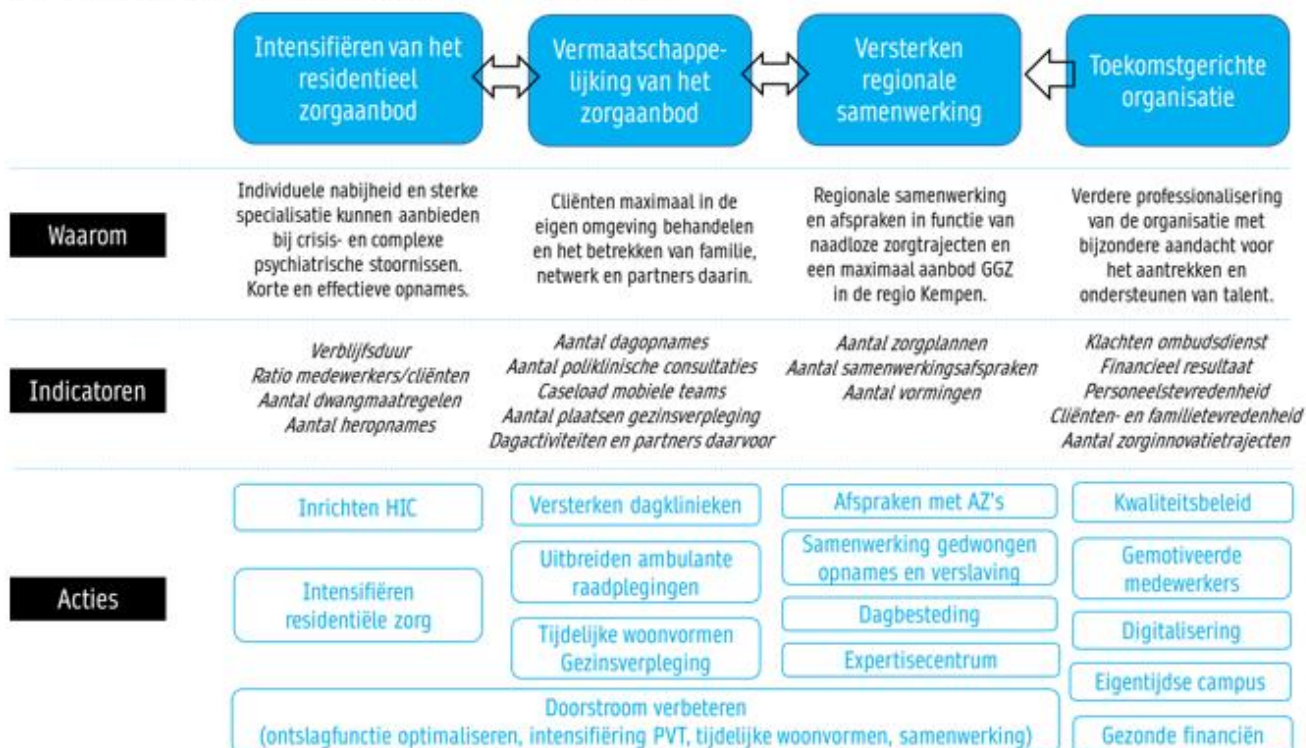 Intensifiëren van het
residentieel
zorgaanbod
Vermaatschappe-
lijking van het
zorgaanbod
Versterken
regionale
samenwerking
Toekomstgerichte
organisatie
Waarom
Individuele nabijheid en sterke
specialisatie kunnen aanbieden
bij crisis- en complexe
psychiatrische stoornissen.
Korte en effectieve opnames.
Cliënten maximaal in de
eigen omgeving behandelen
en het betrekken van familie,
netwerk en partners daarin.
Regionale samenwerking
en afspraken in functie van
naadloze zorgtrajecten en
een maximaal aanbod GGZ
in de regio Kempen.
Verdere professionalisering
van de organisatie met
bijzondere aandacht voor
het aantrekken en
ondersteunen van talent.
Indicatoren
Verblijfsduur
Ratio medewerkers/cliënten
Aantal dwangmaatregelen
Aantal heropnames
Aantal dagopnames
Aantal poliklinische consultaties
Caseload mobiele teams
Aantal plaatsen gezinsverpleging
Dagactiviteiten en partners daarvoor
Aantal zorgplannen
Aantal samenwerkingsafspraken
Aantal vormingen
Klachten ombudsdienst
Financieel resultaat
Personeelstevredenheid
Cliënten- en familietevredenheid
Aantal zorginnovatietrajecten
Acties
Inrichten HIC
Intensifiëren
residentiële zorg
Versterken dagklinieken
Uitbreiden ambulante
raadplegingen
Tijdelijke woonvormen
Gezinsverpleging
Afspraken met AZ's
Samenwerking gedwongen
opnames en verslaving
Dagbesteding
Expertisecentrum
Doorstroom verbeteren
(ontslagfunctie optimaliseren, intensifiëring PVT, tijdelijke woonvormen, samenwerking)
Kwaliteitsbeleid
Gemotiveerde
medewerkers
Digitalisering
Eigentijdse campus
Gezonde financiën